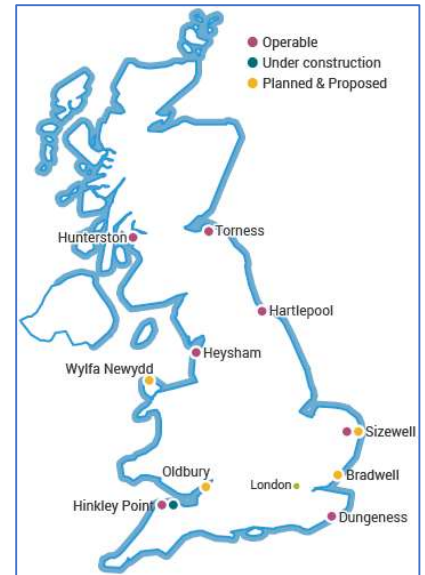 Operable
Under construction
Planned & Proposed
Hunterston
Torness
Hartlepool
Heysham
Wylfa Newydd
Sizewell
Oldbury
Bradwell
London
Hinkley Point
Dungeness